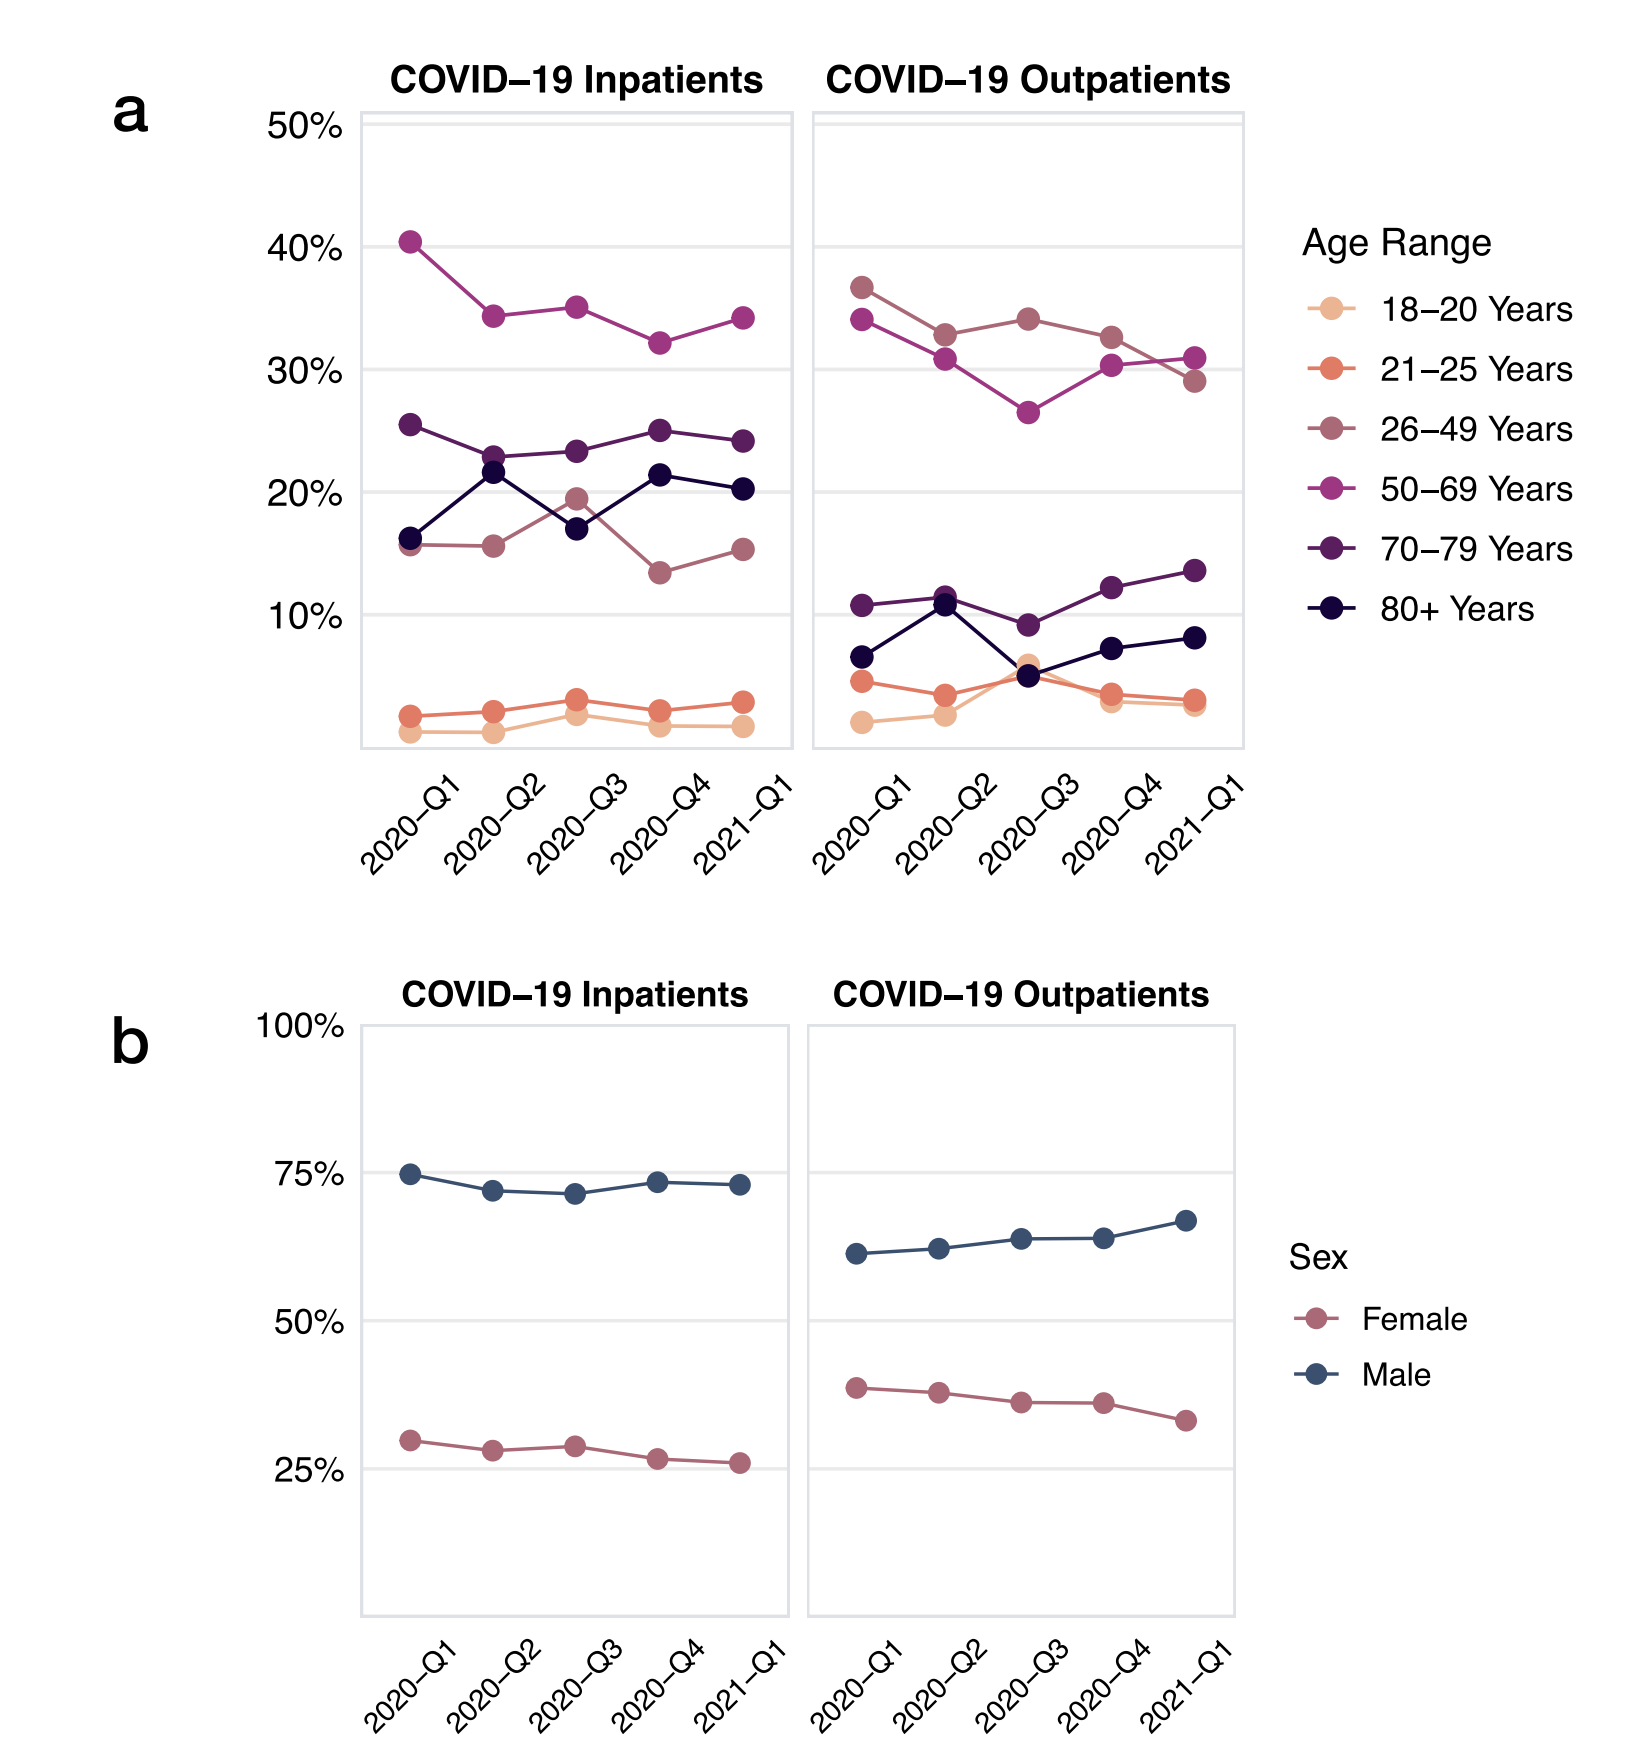 a
COVID–19 Inpatients
COVID–19 Outpatients
50%
40%
30%
20%
10%
2020–Q1
2020–Q2
2020–Q3
2020–Q4
2021–Q1
2020–Q1
2020–Q2
2020–Q3
2020–Q4
2021–Q1
Age Range
18–20 Years
21–25 Years
26–49 Years
50–69 Years
70–79 Years
80+ Years
b
COVID–19 Inpatients
COVID–19 Outpatients
100%
75%
50%
25%
2020–Q1
2020–Q2
2020–Q3
2020–Q4
2021–Q1
2020–Q1
2020–Q2
2020–Q3
2020–Q4
2021–Q1
Sex
Female
Male